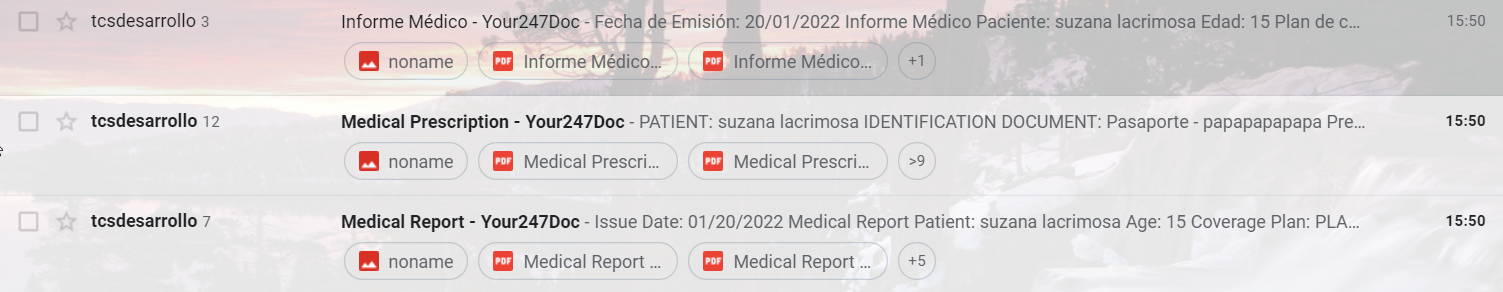 tcsdesarrollo 3 Informe Médico - Your247Doc - Fecha de Emisión: 20/01/2022 Informe Médico Paciente: suzana lacrimosa Edad: 15 Plan de c... 15:50
noname PDF Informe Médico... PDF Informe Médico... +1
tcsdesarrollo 12 Medical Prescription - Your247Doc - PATIENT: suzana lacrimosa IDENTIFICATION DOCUMENT: Pasaporte - papapapapapa Pre... 15:50
noname PDF Medical Prescri... PDF Medical Prescri... >9
tcsdesarrollo 7 Medical Report - Your247Doc - Issue Date: 01/20/2022 Medical Report Patient: suzana lacrimosa Age: 15 Coverage Plan: PLA... 15:50
noname PDF Medical Report ... PDF Medical Report ... +5